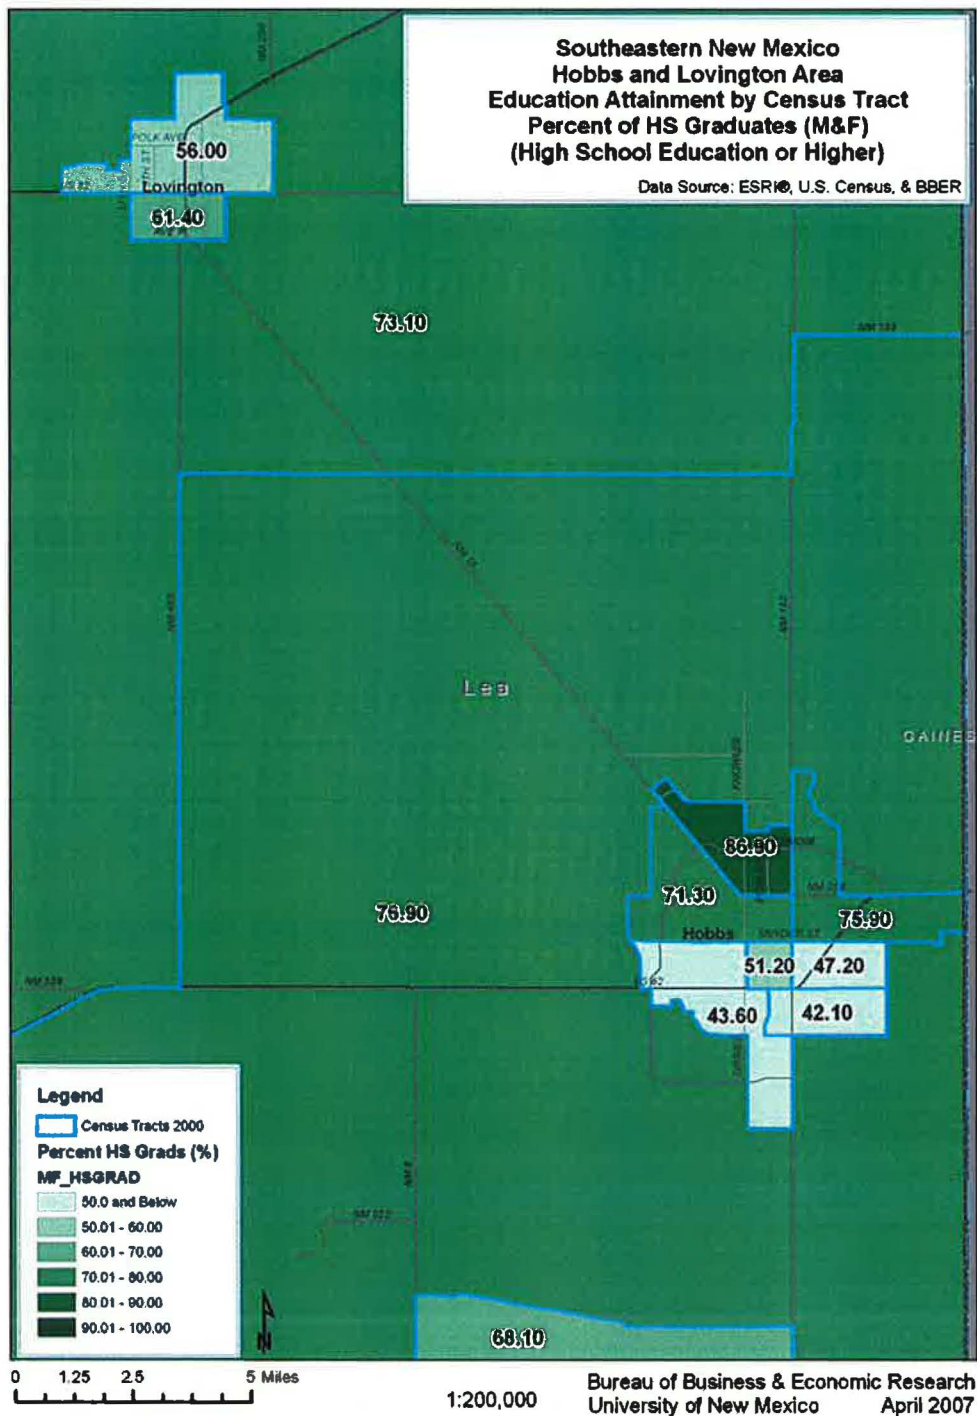 Southeastern New Mexico
Hobbs and Lovington Area
Education Attainment by Census Tract
Percent of HS Graduates (M&F)
(High School Education or Higher)
Data Source: ESRI®, U.S. Census, & BBER
POLK AVE
56.00
Lovington
61.40
73.10
Lea
GAINES
86.90
71.30
76.90
75.90
Hobbs
51.20
47.20
43.60
42.10
68.10
Legend
Census Tracts 2000
Percent HS Grads (%)
MF_HSGRAD
50.0 and Below
50.01 - 60.00
60.01 - 70.00
70.01 - 80.00
80.01 - 90.00
90.01 - 100.00
N
0 1.25 2.5 5 Miles
1:200,000
Bureau of Business & Economic Research
University of New Mexico April 2007